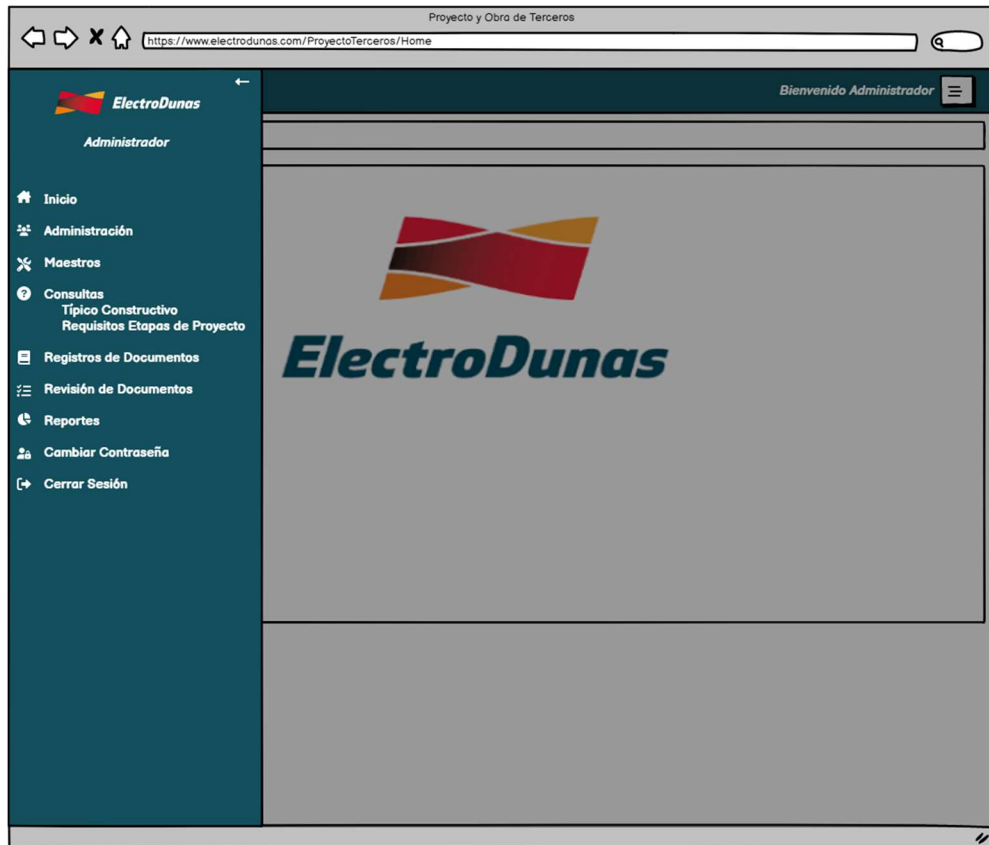 Proyecto y Obra de Terceros
https://www.electrodunas.com/ProyectoTerceros/Home
ElectroDunas
Bienvenido Administrador
Administrador
Inicio
Administración
Maestros
Consultas
Típico Constructivo
Requisitos Etapas de Proyecto
Registros de Documentos
Revisión de Documentos
Reportes
Cambiar Contraseña
Cerrar Sesión
ElectroDunas